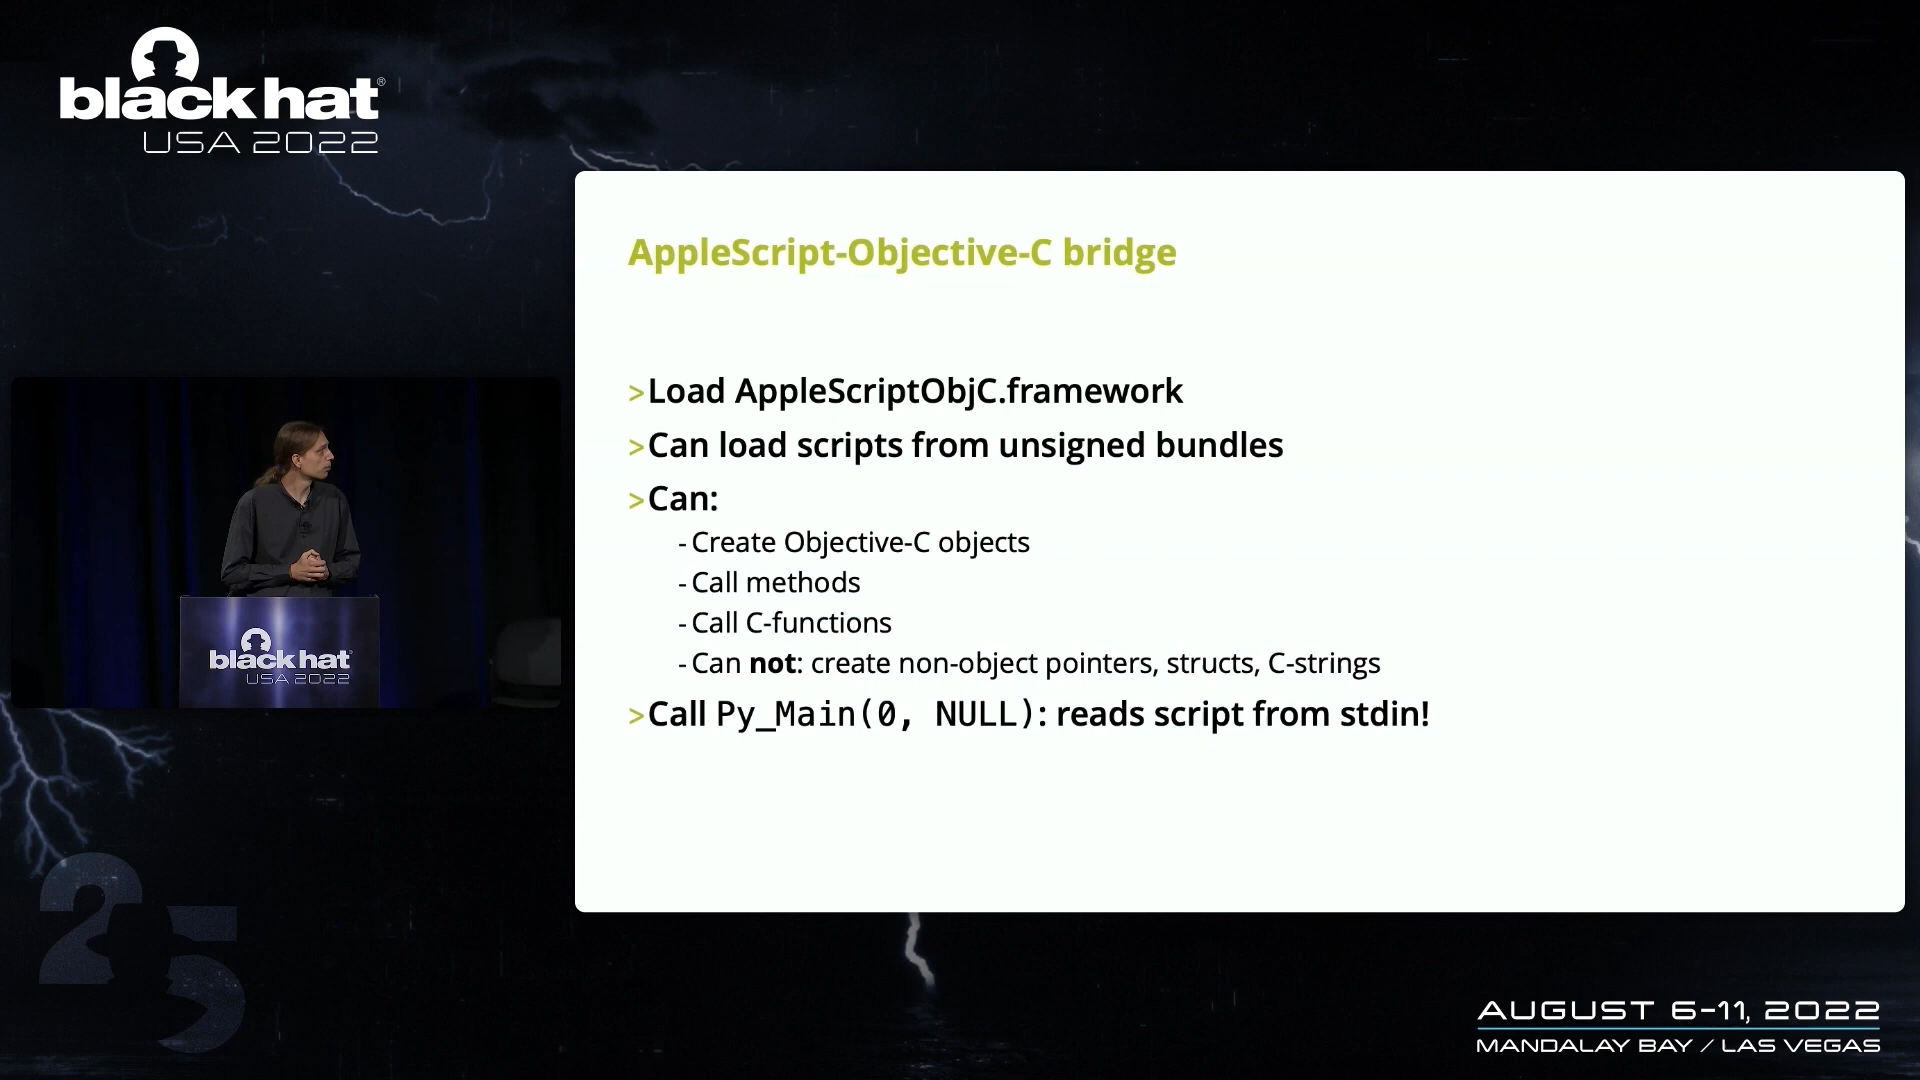 black hat®
USA 2022
AppleScript-Objective-C bridge
>Load AppleScriptObjC.framework
>Can load scripts from unsigned bundles
>Can:
-Create Objective-C objects
-Call methods
-Call C-functions
-Can not: create non-object pointers, structs, C-strings
>Call Py_Main(0, NULL): reads script from stdin!
black hat
USA 2022
25
AUGUST 6-11, 2022
MANDALAY BAY / LAS VEGAS